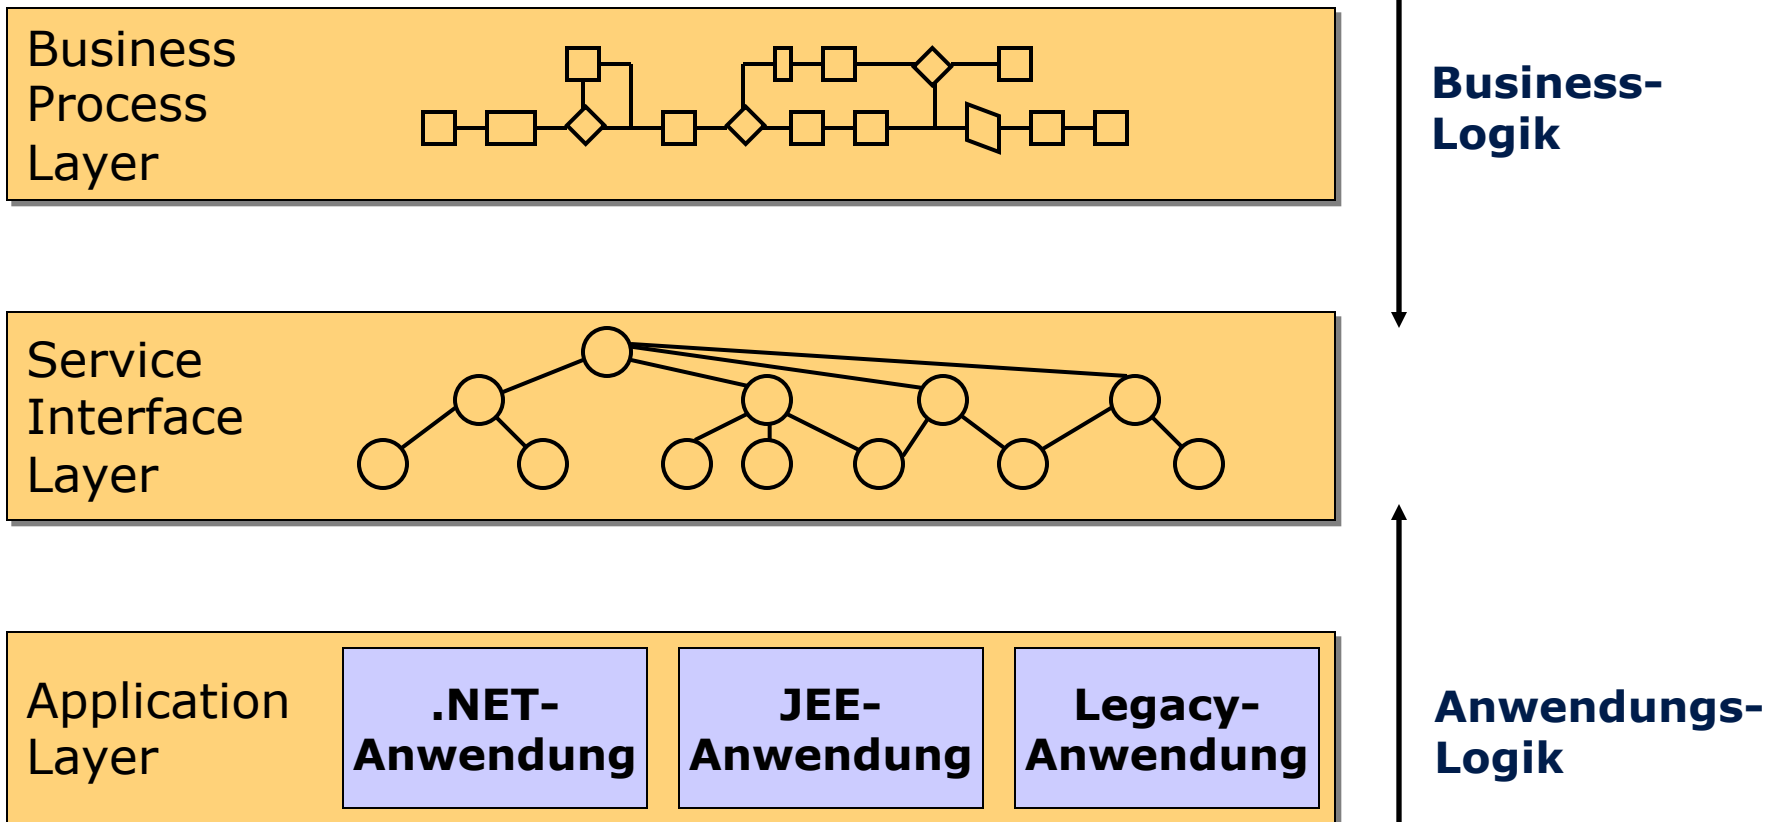 Business
Process
Layer
Business-
Logik
Service
Interface
Layer
Application
Layer
.NET-
Anwendung
JEE-
Anwendung
Legacy-
Anwendung
Anwendungs-
Logik